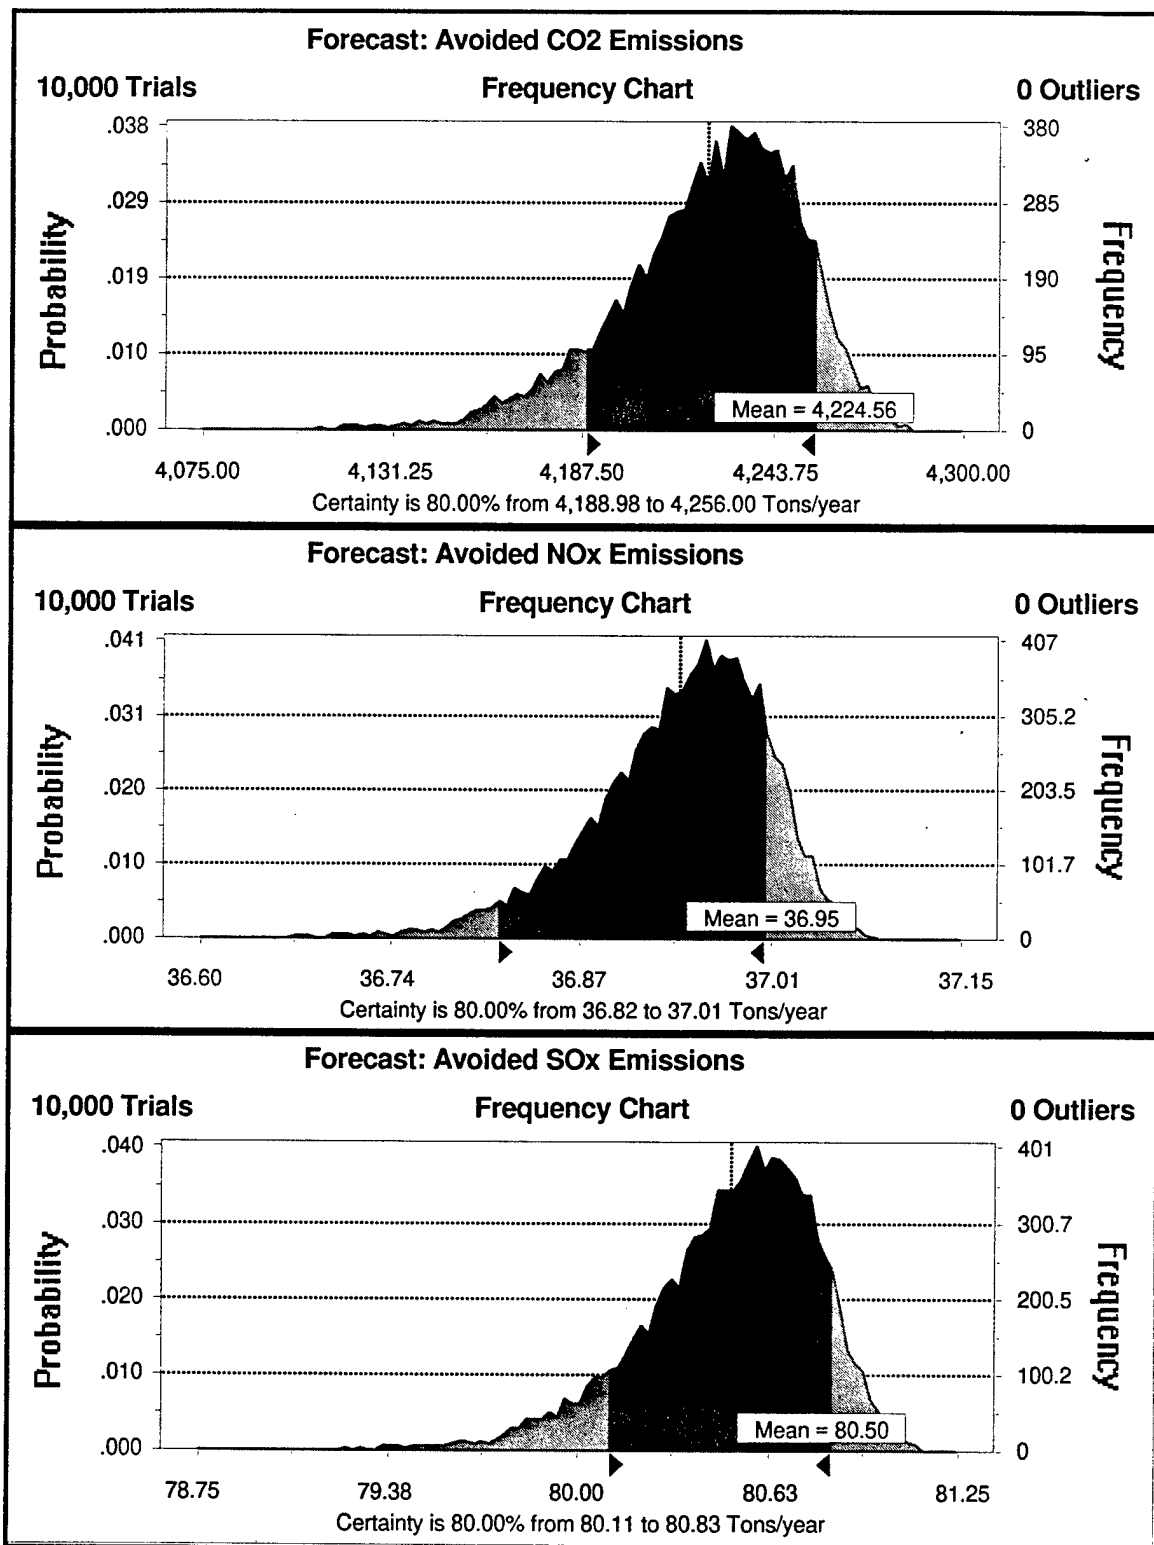 Forecast: Avoided CO2 Emissions
10,000 Trials Frequency Chart 0 Outliers
.038 380
.029 285
.019 190
.010 95
.000 0
Probability
Frequency
Mean = 4,224.56
4,075.00 4,131.25 4,187.50 4,243.75 4,300.00
Certainty is 80.00% from 4,188.98 to 4,256.00 Tons/year
Forecast: Avoided NOx Emissions
10,000 Trials Frequency Chart 0 Outliers
.041 407
.031 305.2
.020 203.5
.010 101.7
.000 0
Probability
Frequency
Mean = 36.95
36.60 36.74 36.87 37.01 37.15
Certainty is 80.00% from 36.82 to 37.01 Tons/year
Forecast: Avoided SOx Emissions
10,000 Trials Frequency Chart 0 Outliers
.040 401
.030 300.7
.020 200.5
.010 100.2
.000 0
Probability
Frequency
Mean = 80.50
78.75 79.38 80.00 80.63 81.25
Certainty is 80.00% from 80.11 to 80.83 Tons/year